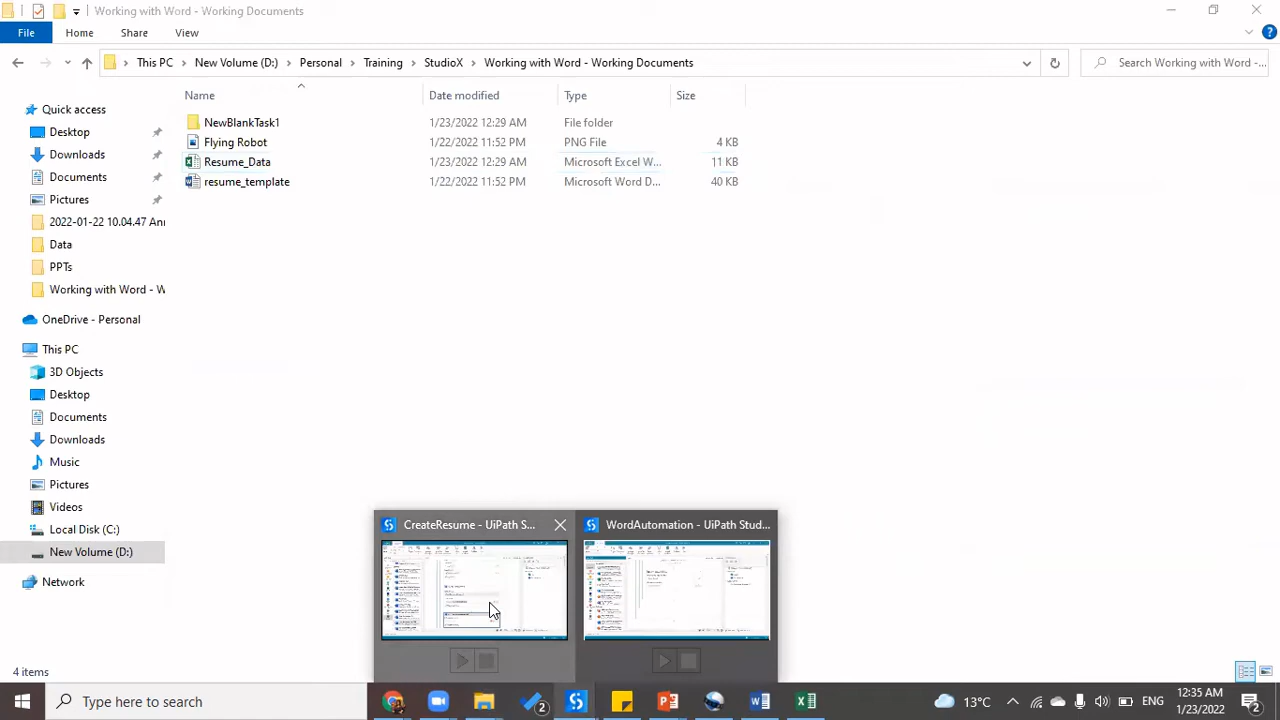 Working with Word - Working Documents
File Home Share View
This PC New Volume (D:) Personal Training StudioX Working with Word - Working Documents
Search Working with Word -...
Name Date modified Type Size
Quick access
Desktop
Downloads
Documents
Pictures
2022-01-22 10.04.47 Anr
Data
PPTs
Working with Word - W
OneDrive - Personal
This PC
3D Objects
Desktop
Documents
Downloads
Music
Pictures
Videos
Local Disk (C:)
New Volume (D:)
Network
NewBlankTask1 1/23/2022 12:29 AM File folder
Flying Robot 1/22/2022 11:52 PM PNG File 4 KB
Resume_Data 1/23/2022 12:29 AM Microsoft Excel W... 11 KB
resume_template 1/22/2022 11:52 PM Microsoft Word D... 40 KB
CreateResume - UiPath S...
WordAutomation - UiPath Stud...
4 items
Type here to search
2
13°C
ENG
12:35 AM
1/23/2022
2